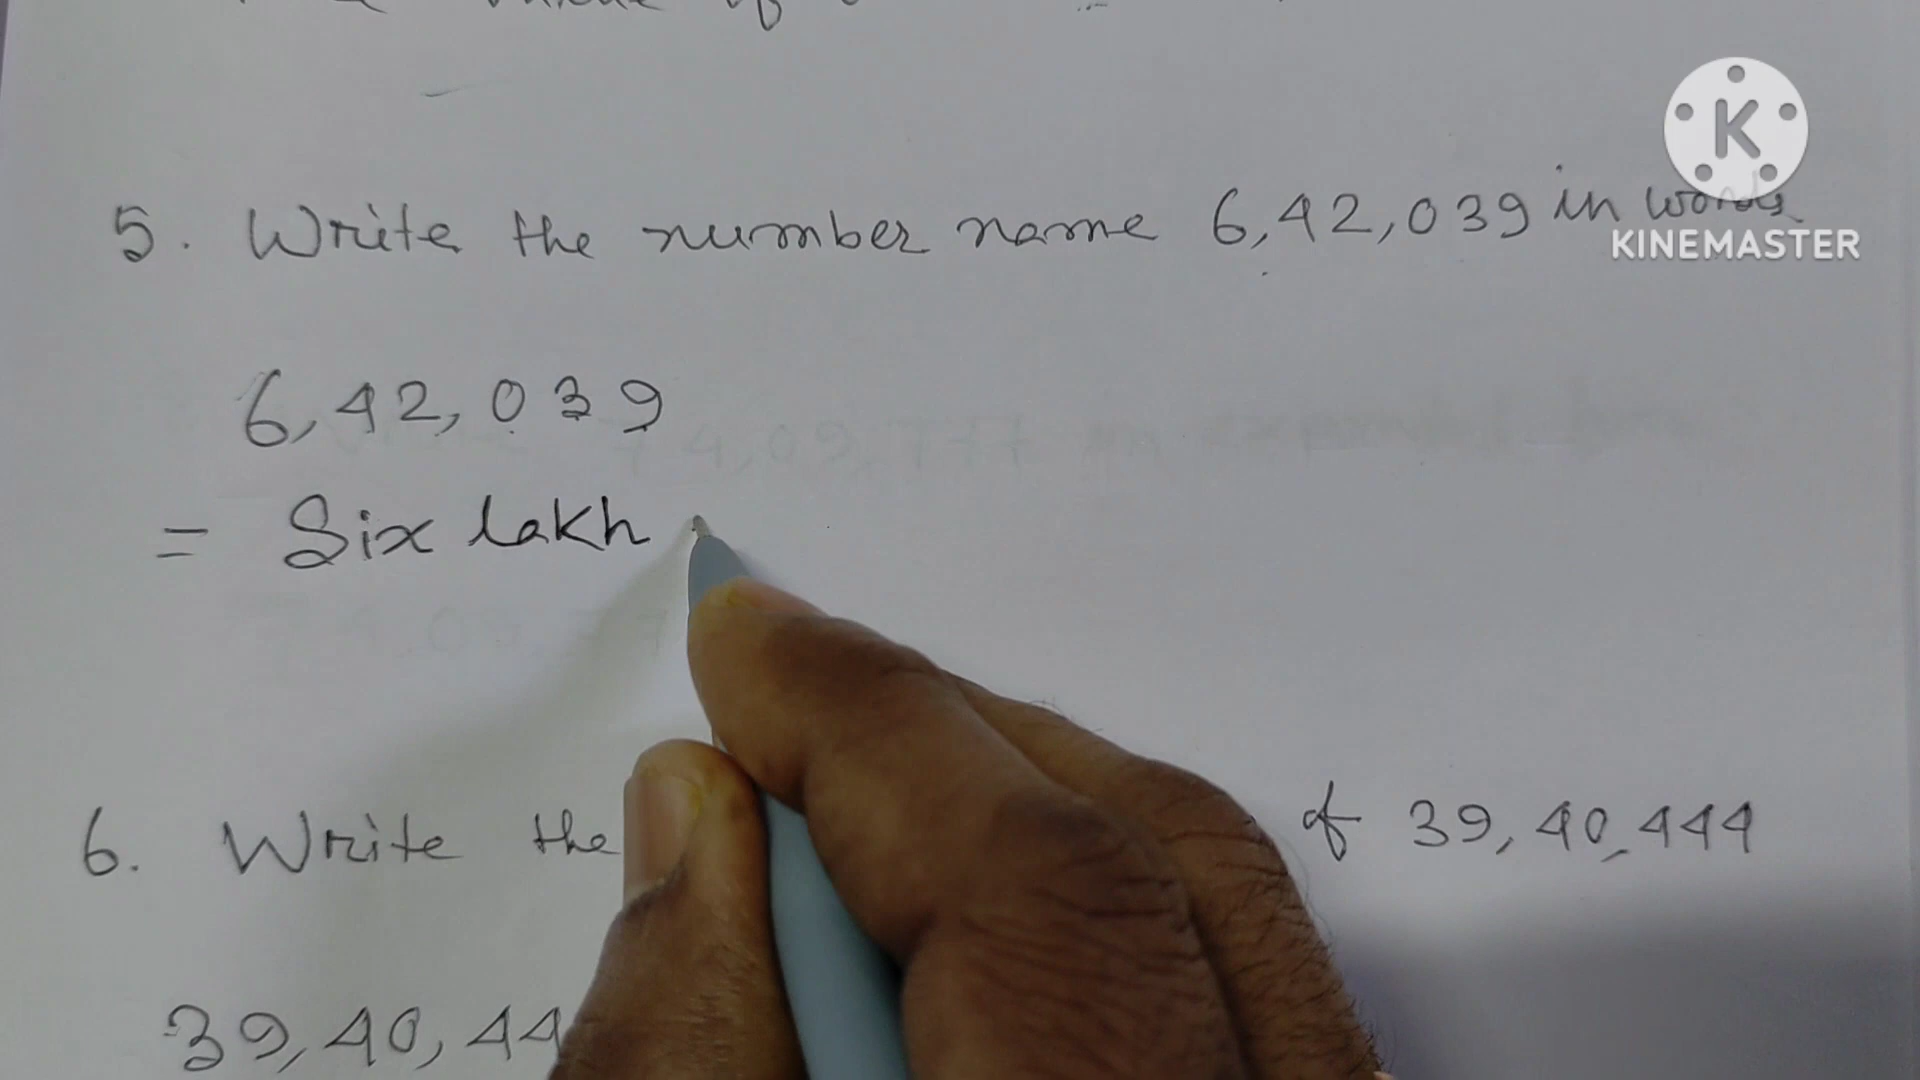 of
5. Write the number name 6,42,039 in words
KINEMASTER
6,42,039
= Six lakh
6. Write the of 39,40,444
39,40,44